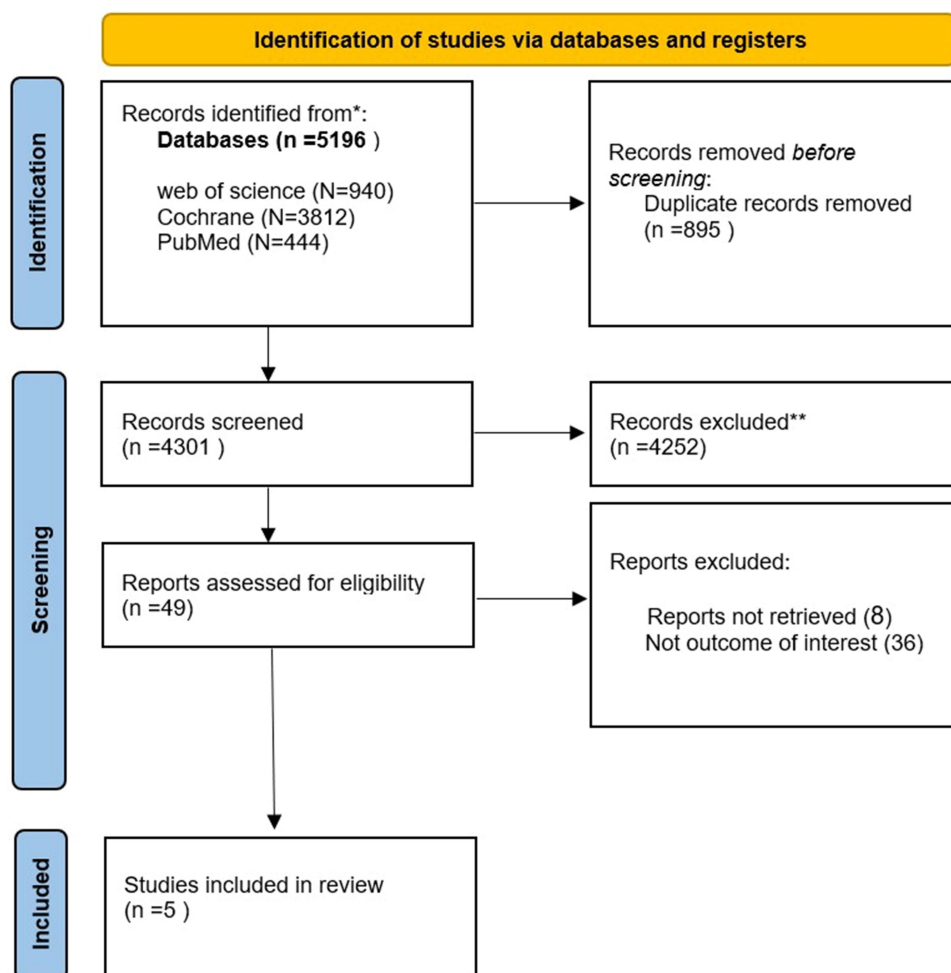 Identification of studies via databases and registers
Identification
Records identified from*:
Databases (n =5196 )
web of science (N=940)
Cochrane (N=3812)
PubMed (N=444)
Records removed before
screening:
Duplicate records removed
(n =895 )
Screening
Records screened
(n =4301 )
Records excluded**
(n =4252)
Reports assessed for eligibility
(n =49)
Reports excluded:
Reports not retrieved (8)
Not outcome of interest (36)
Included
Studies included in review
(n =5 )